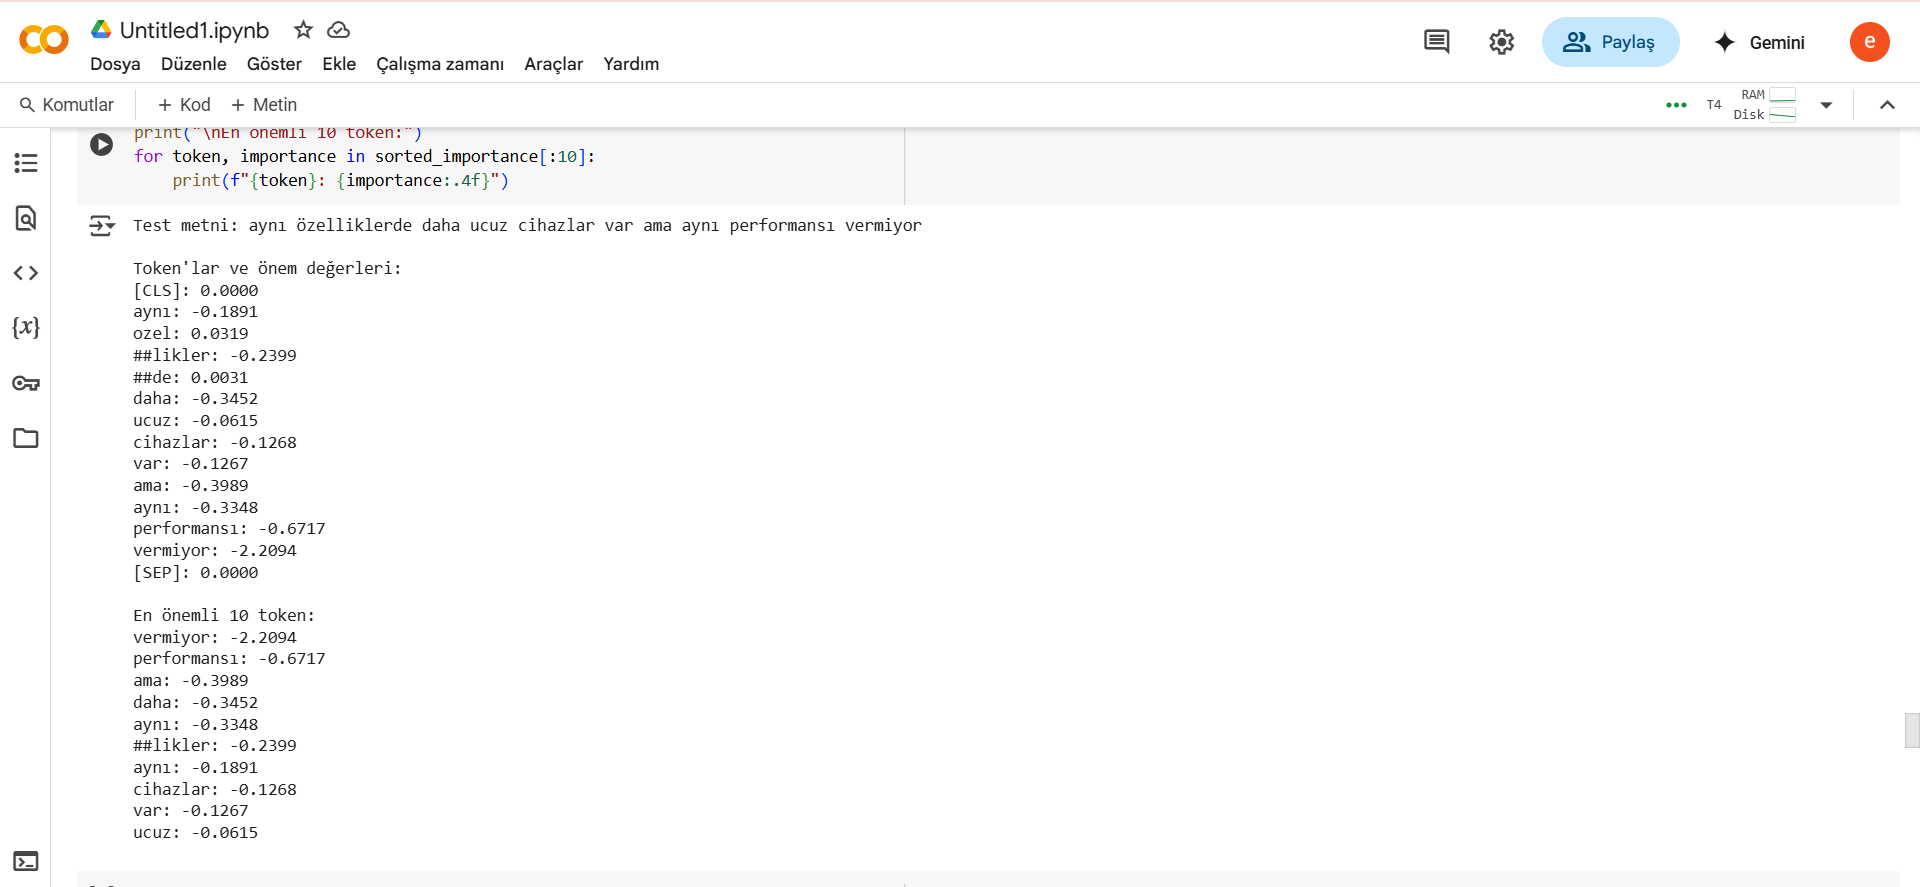 Untitled1.ipynb
Dosya Düzenle Göster Ekle Çalışma zamanı Araçlar Yardım
Paylaş
Gemini
e
Komutlar + Kod + Metin
T4
RAM
Disk
print("\nEn önemli 10 token:")
for token, importance in sorted_importance[:10]:
    print(f"{token}: {importance:.4f}")
Test metni: aynı özelliklerde daha ucuz cihazlar var ama aynı performansı vermiyor
Token'lar ve önem değerleri:
[CLS]: 0.0000
aynı: -0.1891
ozel: 0.0319
##likler: -0.2399
##de: 0.0031
daha: -0.3452
ucuz: -0.0615
cihazlar: -0.1268
var: -0.1267
ama: -0.3989
aynı: -0.3348
performansı: -0.6717
vermiyor: -2.2094
[SEP]: 0.0000
En önemli 10 token:
vermiyor: -2.2094
performansı: -0.6717
ama: -0.3989
daha: -0.3452
aynı: -0.3348
##likler: -0.2399
aynı: -0.1891
cihazlar: -0.1268
var: -0.1267
ucuz: -0.0615